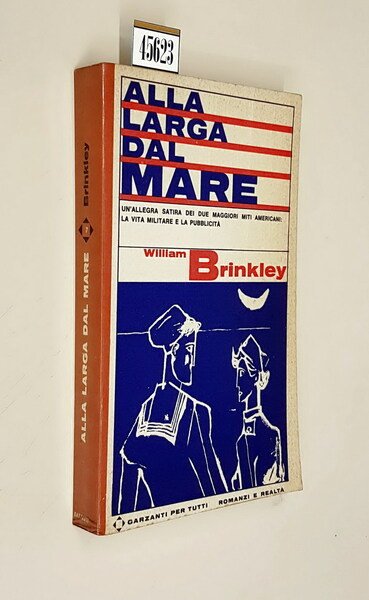 45623
ALLA
LARGA
DAL
MARE
UN'ALLEGRA SATIRA DEI DUE MAGGIORI MITI AMERICANI:
LA VITA MILITARE E LA PUBBLICITÀ
William Brinkley
GARZANTI PER TUTTI ROMANZI E REALTÀ
ALLA LARGA DAL MARE Brinkley